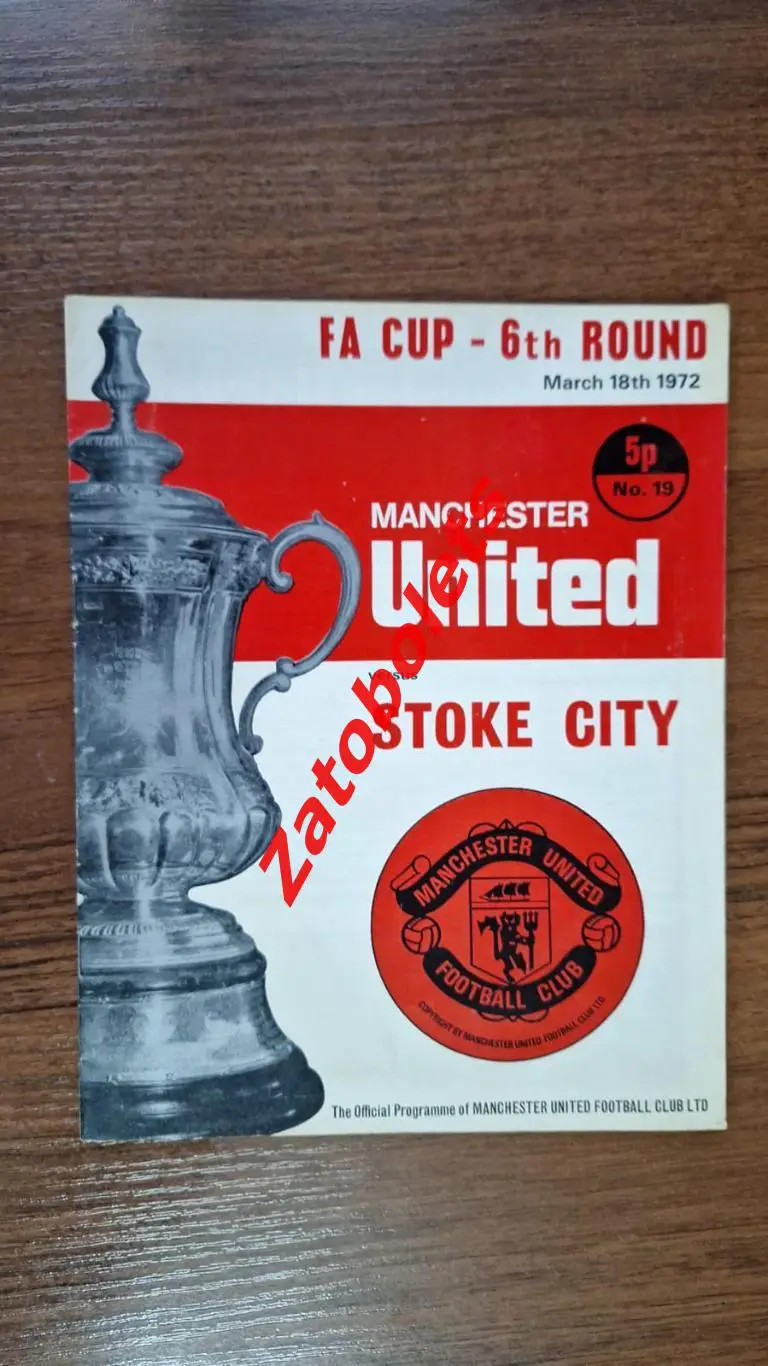 FA CUP - 6th ROUND
March 18th 1972
5p
No. 19
MANCHESTER
United
versus
STOKE CITY
Zatobolets
MANCHESTER UNITED
FOOTBALL CLUB
COPYRIGHT BY MANCHESTER UNITED FOOTBALL CLUB LTD
The Official Programme of MANCHESTER UNITED FOOTBALL CLUB LTD